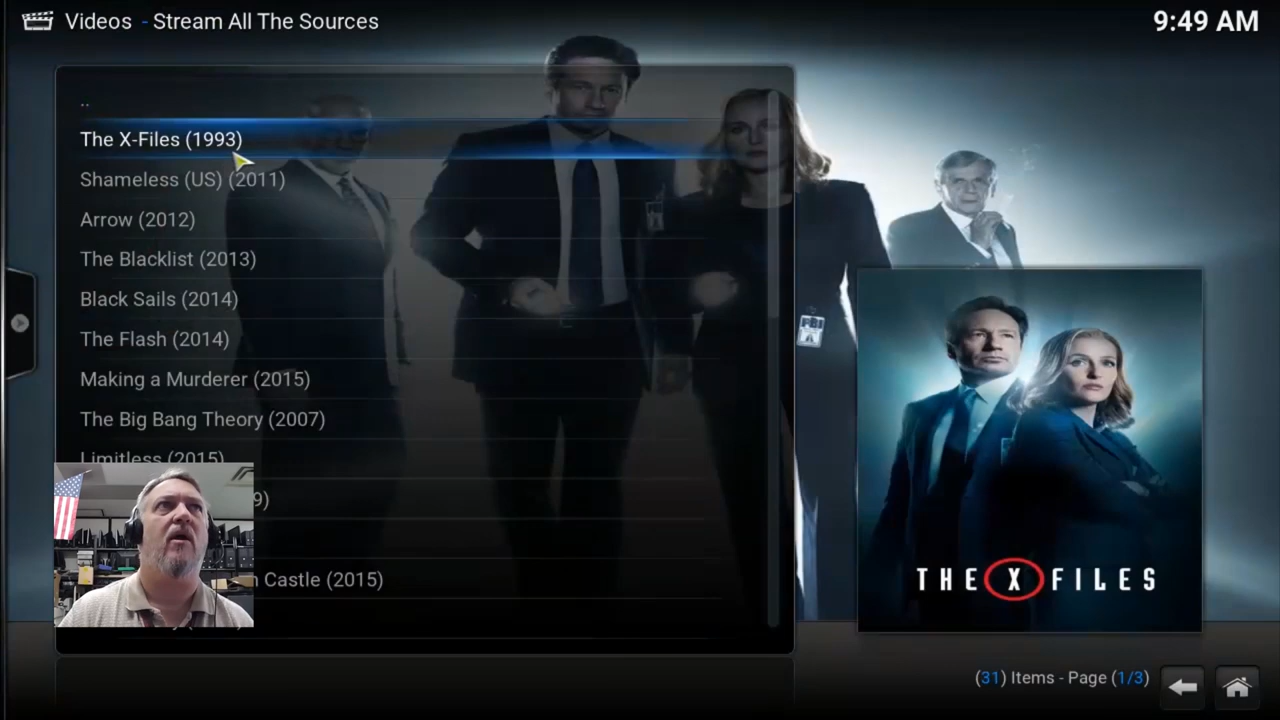 Videos - Stream All The Sources
9:49 AM
..
The X-Files (1993)
Shameless (US) (2011)
Arrow (2012)
The Blacklist (2013)
Black Sails (2014)
The Flash (2014)
Making a Murderer (2015)
The Big Bang Theory (2007)
Limitless (2015)
9)
Castle (2015)
FBI
THE X FILES
(31) Items - Page (1/3)